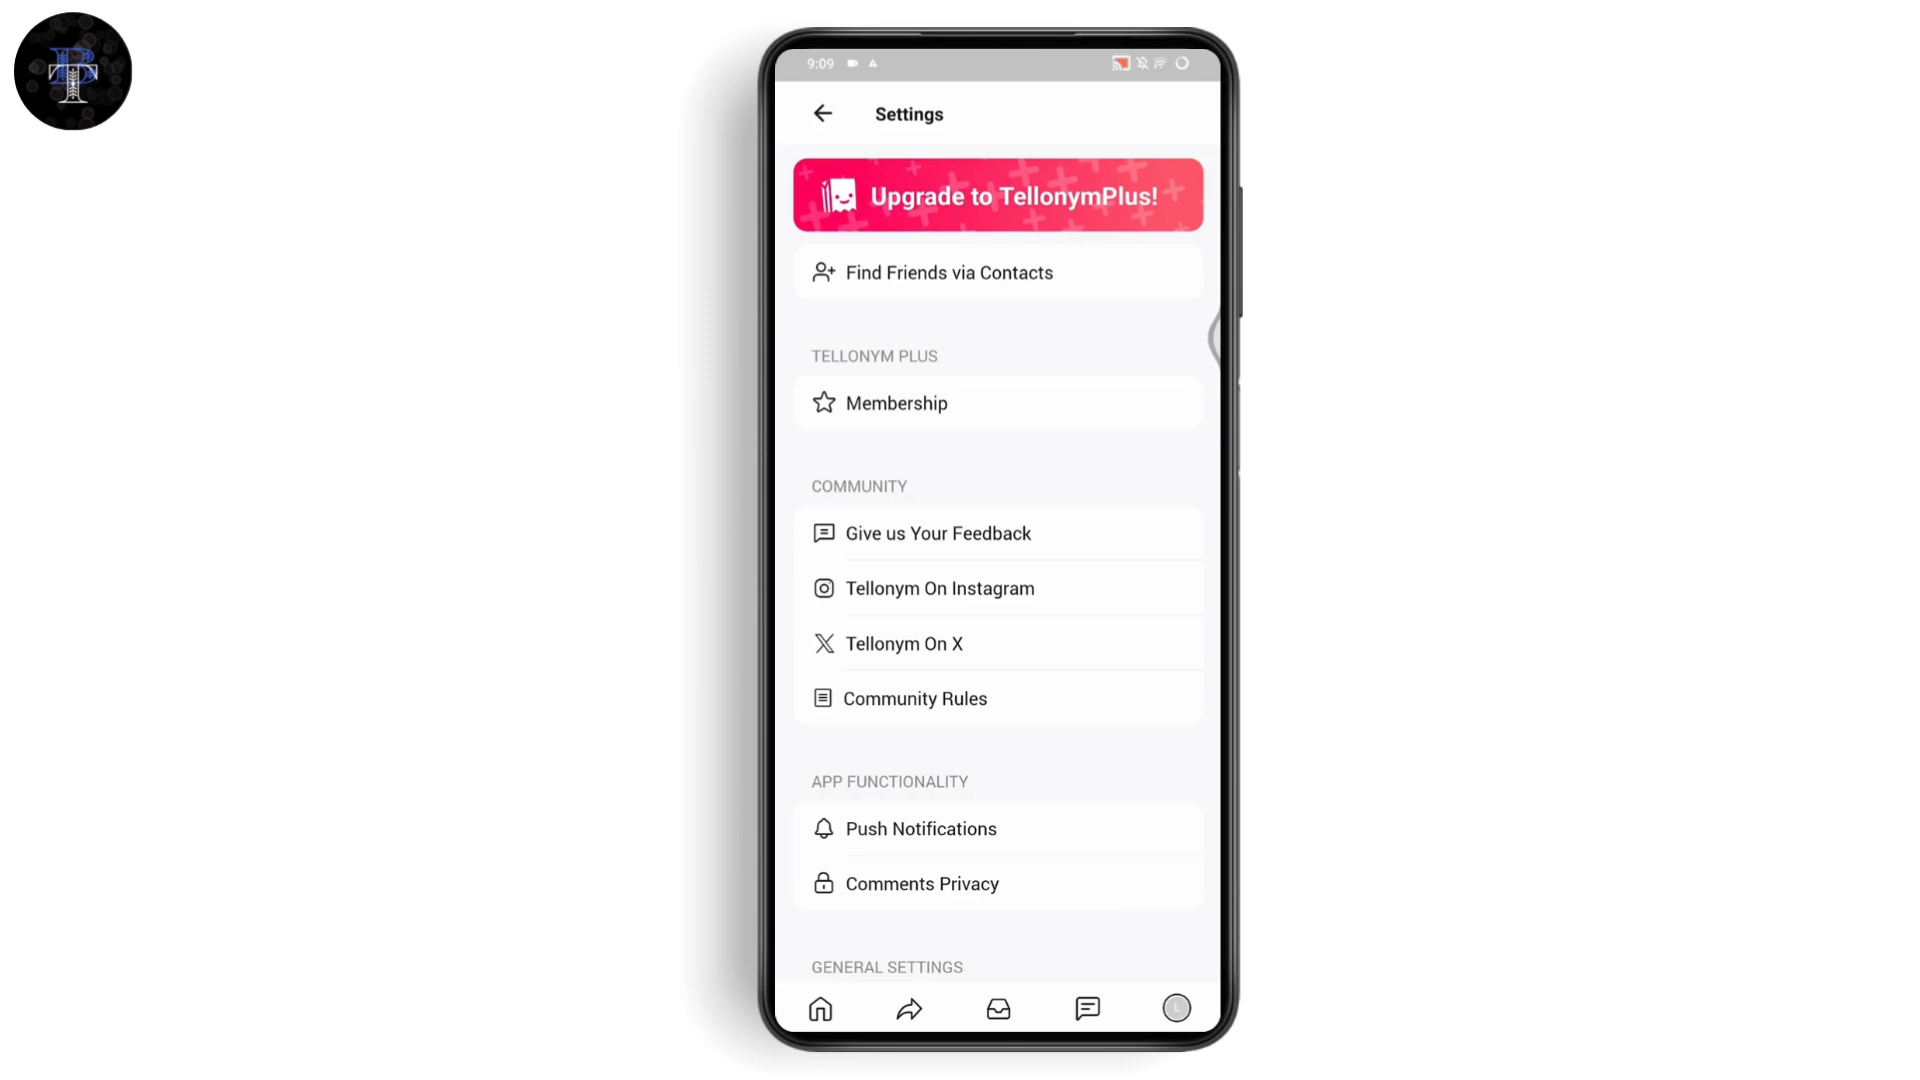 BT
9:09
Settings
Upgrade to TellonymPlus!
Find Friends via Contacts
TELLONYM PLUS
Membership
COMMUNITY
Give us Your Feedback
Tellonym On Instagram
Tellonym On X
Community Rules
APP FUNCTIONALITY
Push Notifications
Comments Privacy
GENERAL SETTINGS
L